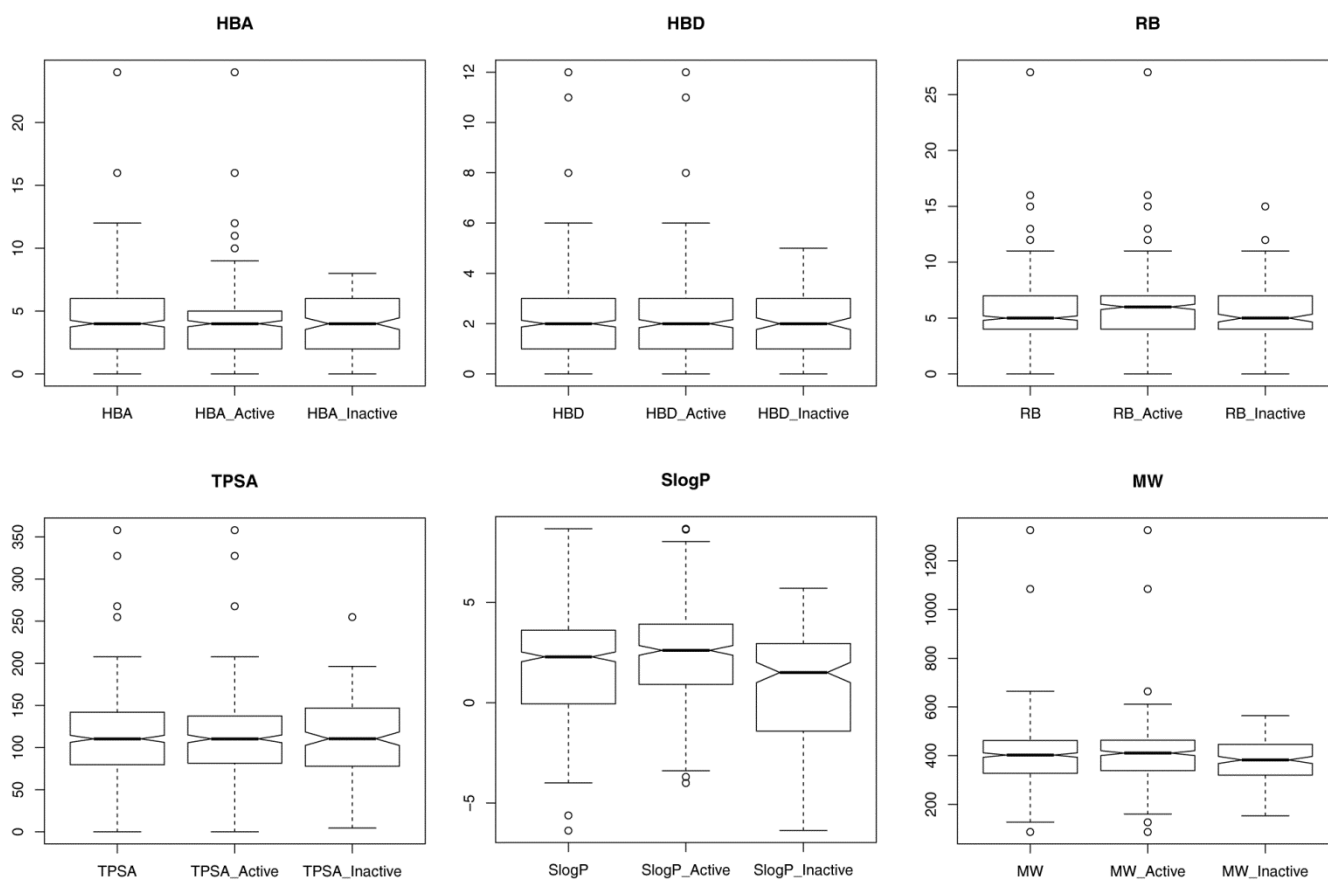 HBA
0 5 10 15 20
HBA HBA_Active HBA_Inactive
HBD
0 2 4 6 8 10 12
HBD HBD_Active HBD_Inactive
RB
0 5 10 15 20 25
RB RB_Active RB_Inactive
TPSA
0 50 100 150 200 250 300 350
TPSA TPSA_Active TPSA_Inactive
SlogP
−5 0 5
SlogP SlogP_Active SlogP_Inactive
MW
200 400 600 800 1000 1200
MW MW_Active MW_Inactive